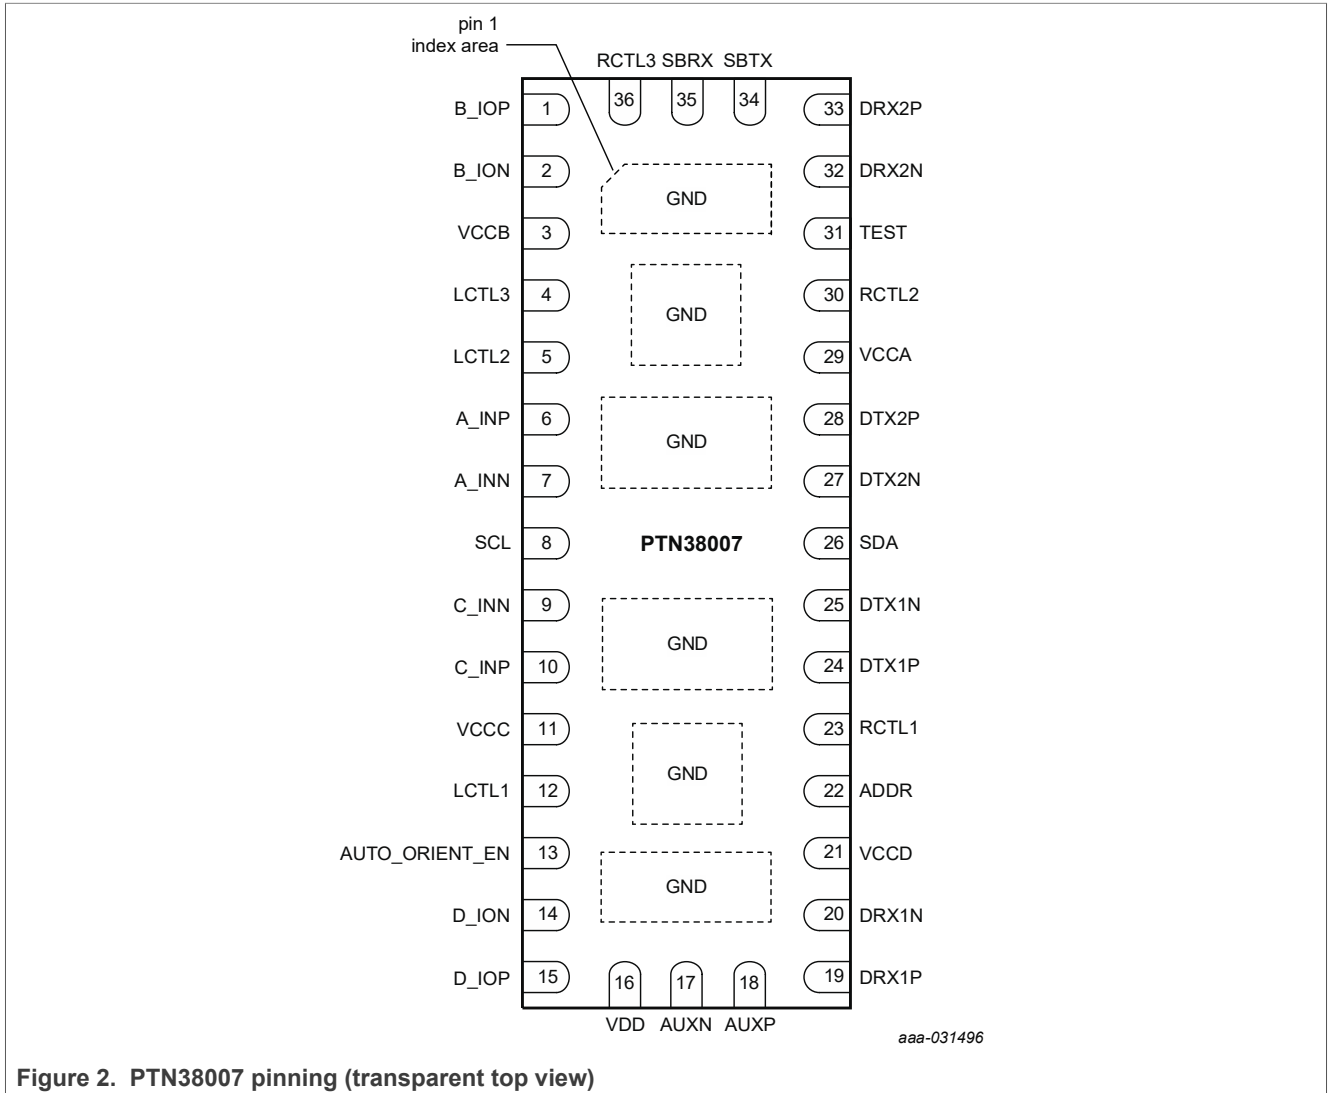 pin 1
index area
RCTL3 SBRX SBTX
36 35 34
B_IOP 1 33 DRX2P
B_ION 2 32 DRX2N
GND
VCCB 3 31 TEST
LCTL3 4 30 RCTL2
GND
LCTL2 5 29 VCCA
A_INP 6 28 DTX2P
GND
A_INN 7 27 DTX2N
SCL 8 PTN38007 26 SDA
C_INN 9 25 DTX1N
GND
C_INP 10 24 DTX1P
VCCC 11 23 RCTL1
GND
LCTL1 12 22 ADDR
AUTO_ORIENT_EN 13 21 VCCD
GND
D_ION 14 20 DRX1N
D_IOP 15 19 DRX1P
16 17 18
VDD AUXN AUXP
aaa-031496
Figure 2. PTN38007 pinning (transparent top view)